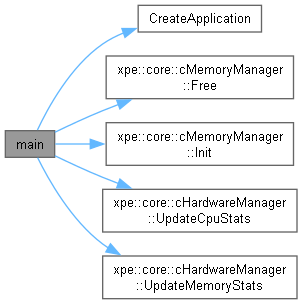 CreateApplication
xpe::core::cMemoryManager
::Free
main
xpe::core::cMemoryManager
::Init
xpe::core::cHardwareManager
::UpdateCpuStats
xpe::core::cHardwareManager
::UpdateMemoryStats